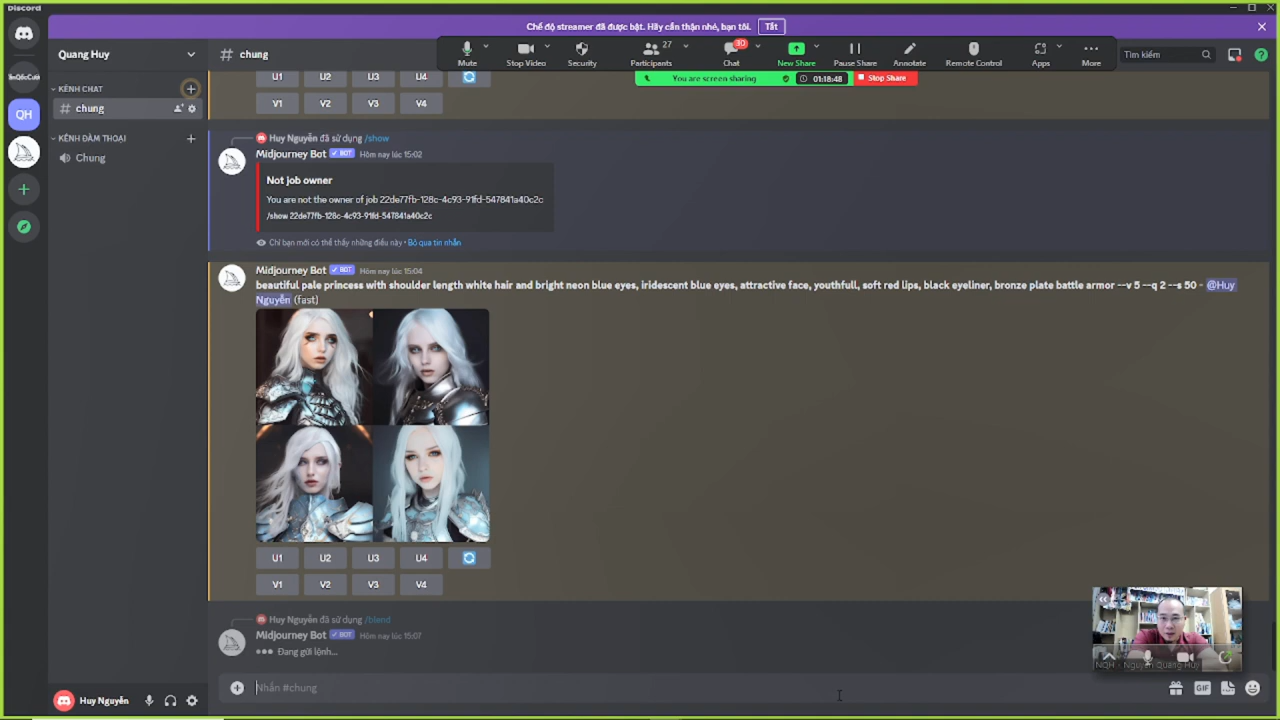 Discord
Chế độ streamer đã được bật. Hãy cẩn thận nhé, bạn tôi.
Tắt
Quang Huy
# chung
Mute
Stop Video
Security
27
Participants
30
Chat
New Share
Pause Share
Annotate
Remote Control
Apps
More
Tìm kiếm
You are screen sharing
01:18:48
Stop Share
KÊNH CHAT
# chung
KÊNH ĐÀM THOẠI
Chung
QH
U1 U2 U3 U4
V1 V2 V3 V4
Huy Nguyễn đã sử dụng /show
Midjourney Bot ✓ BOT Hôm nay lúc 15:02
Not job owner
You are not the owner of job 22de77fb-128c-4c93-91fd-547841a40c2c
/show 22de77fb-128c-4c93-91fd-547841a40c2c
Chỉ bạn mới có thể thấy những điều này • Bỏ qua tin nhắn
Midjourney Bot ✓ BOT Hôm nay lúc 15:04
beautiful pale princess with shoulder length white hair and bright neon blue eyes, iridescent blue eyes, attractive face, youthfull, soft red lips, black eyeliner, bronze plate battle armor --v 5 --q 2 --s 50 - @Huy
Nguyễn (fast)
U1 U2 U3 U4
V1 V2 V3 V4
Huy Nguyễn đã sử dụng /blend
Midjourney Bot ✓ BOT Hôm nay lúc 15:07
Đang gửi lệnh...
Nhắn #chung
GIF
NQH - Nguyễn Quang Huy
Huy Nguyễn